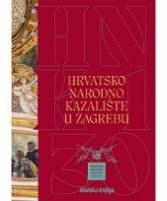 HRVATSKO
NARODNO
KAZALIŠTE
U ZAGREBU
školska knjiga